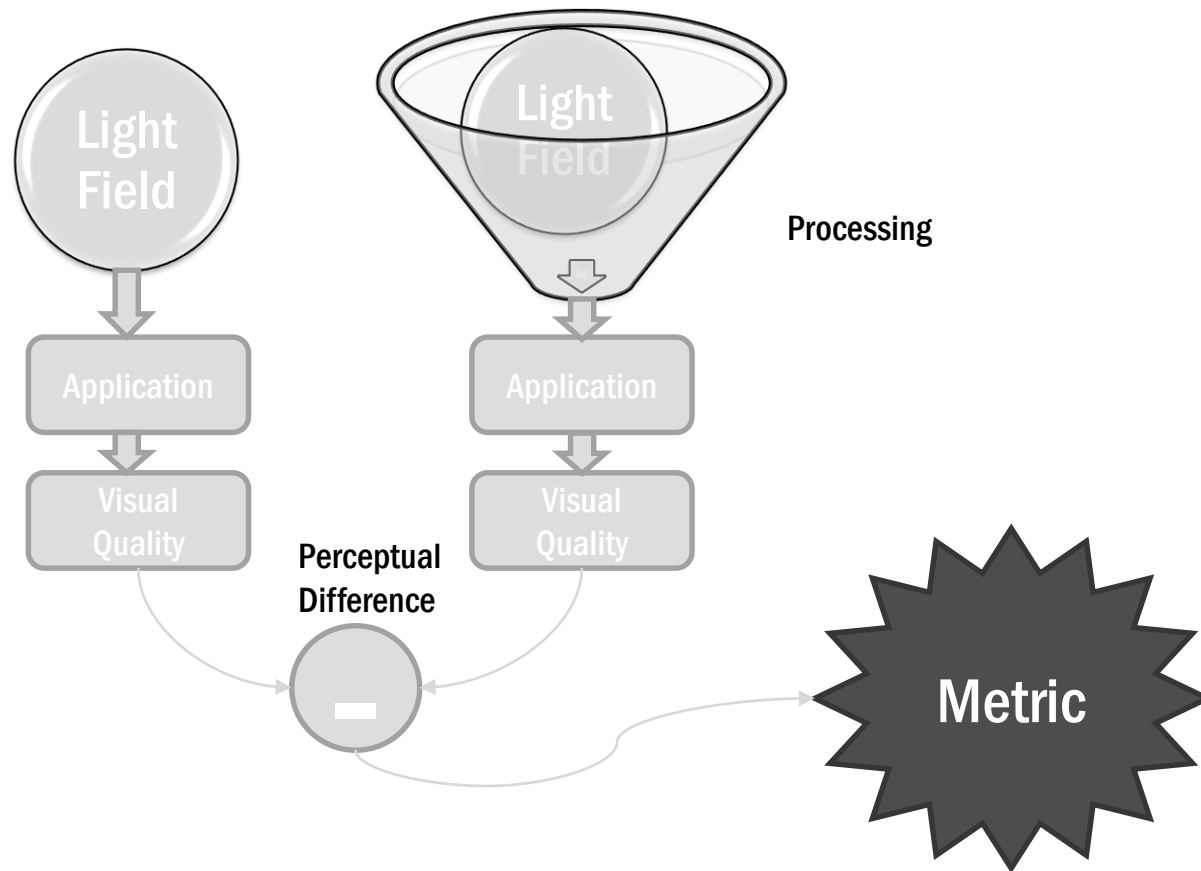 Light
Field
Light
Field
Processing
Application
Application
Visual
Quality
Visual
Quality
Perceptual
Difference
Metric